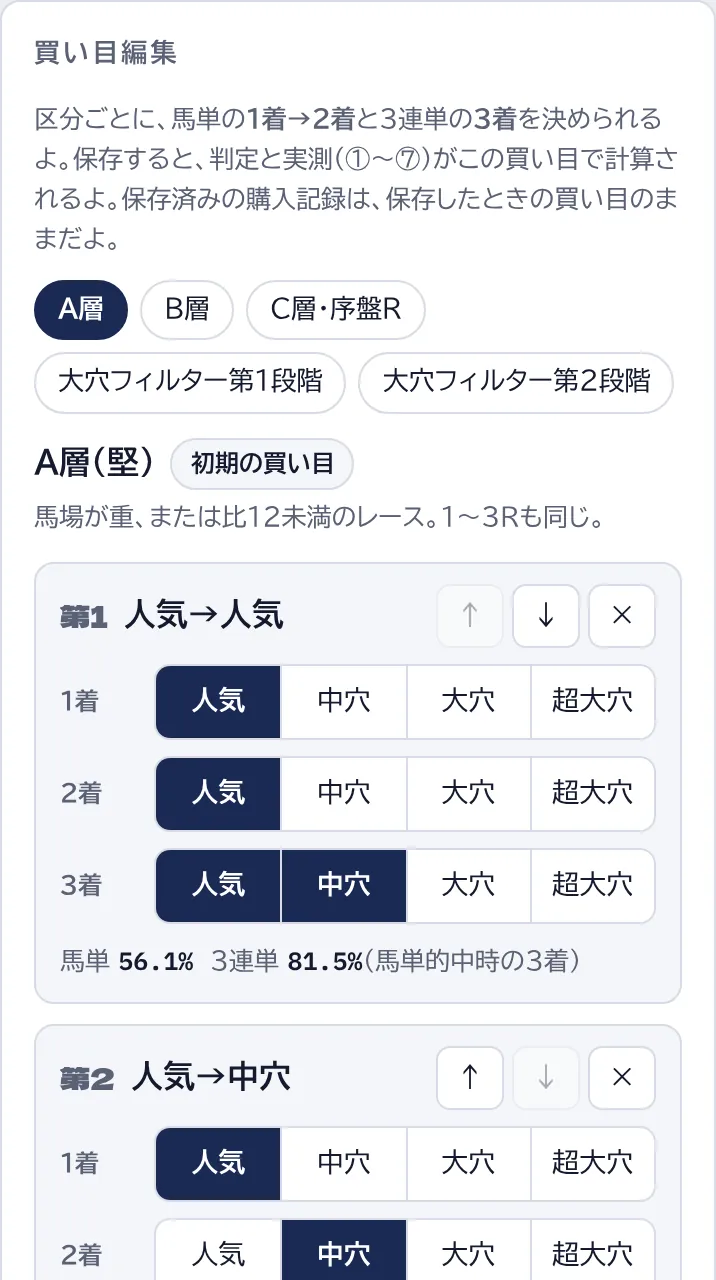 買い目編集
区分ごとに、馬単の1着→2着と3連単の3着を決められる
よ。保存すると、判定と実測(①〜⑦)がこの買い目で計算さ
れるよ。保存済みの購入記録は、保存したときの買い目のま
まだよ。
A層 B層 C層・序盤R
大穴フィルター第1段階 大穴フィルター第2段階
A層(堅) 初期の買い目
馬場が重、または比12未満のレース。1〜3Rも同じ。
第1 人気→人気 ↑ ↓ ×
1着 人気 中穴 大穴 超大穴
2着 人気 中穴 大穴 超大穴
3着 人気 中穴 大穴 超大穴
馬単 56.1% 3連単 81.5%(馬単的中時の3着)
第2 人気→中穴 ↑ ↓ ×
1着 人気 中穴 大穴 超大穴
2着 人気 中穴 大穴 超大穴